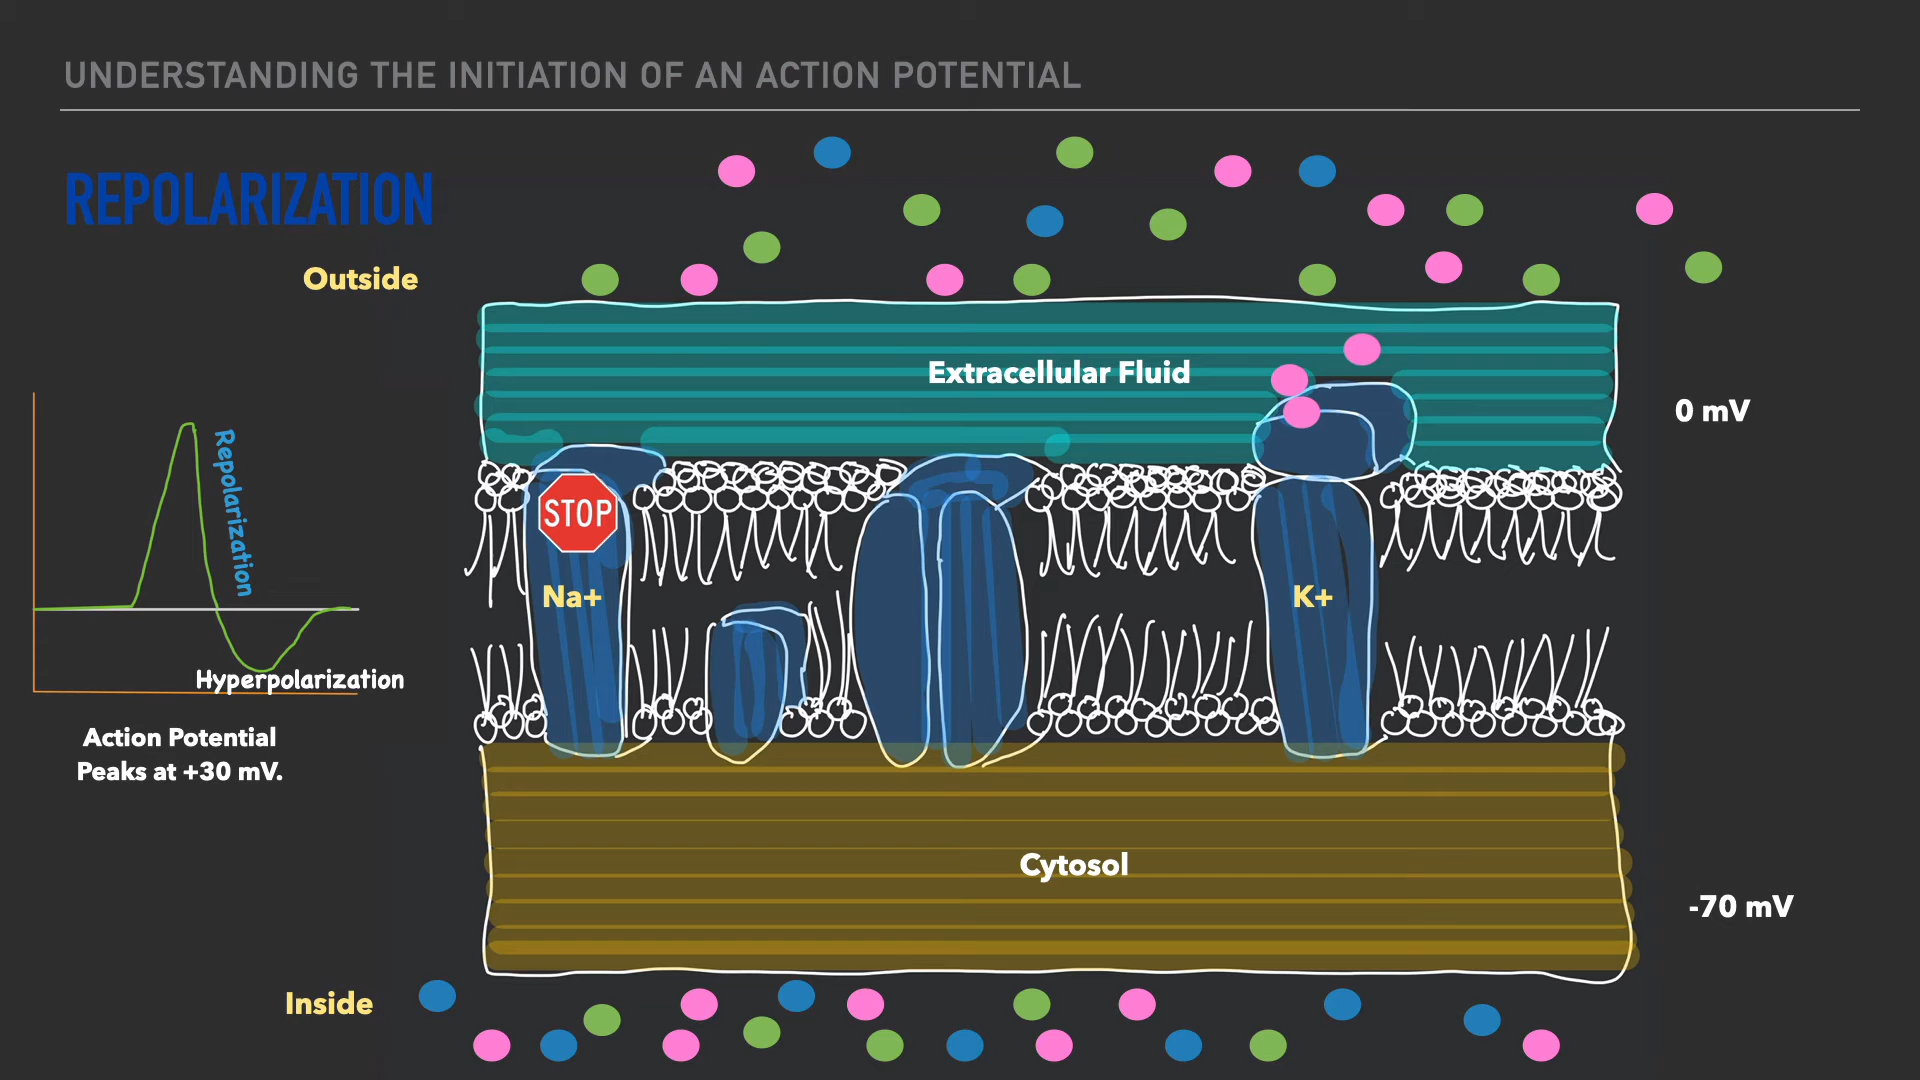 UNDERSTANDING THE INITIATION OF AN ACTION POTENTIAL
REPOLARIZATION
Outside
Extracellular Fluid
0 mV
Repolarization
STOP
Na+
K+
Hyperpolarization
Action Potential
Peaks at +30 mV.
Cytosol
-70 mV
Inside